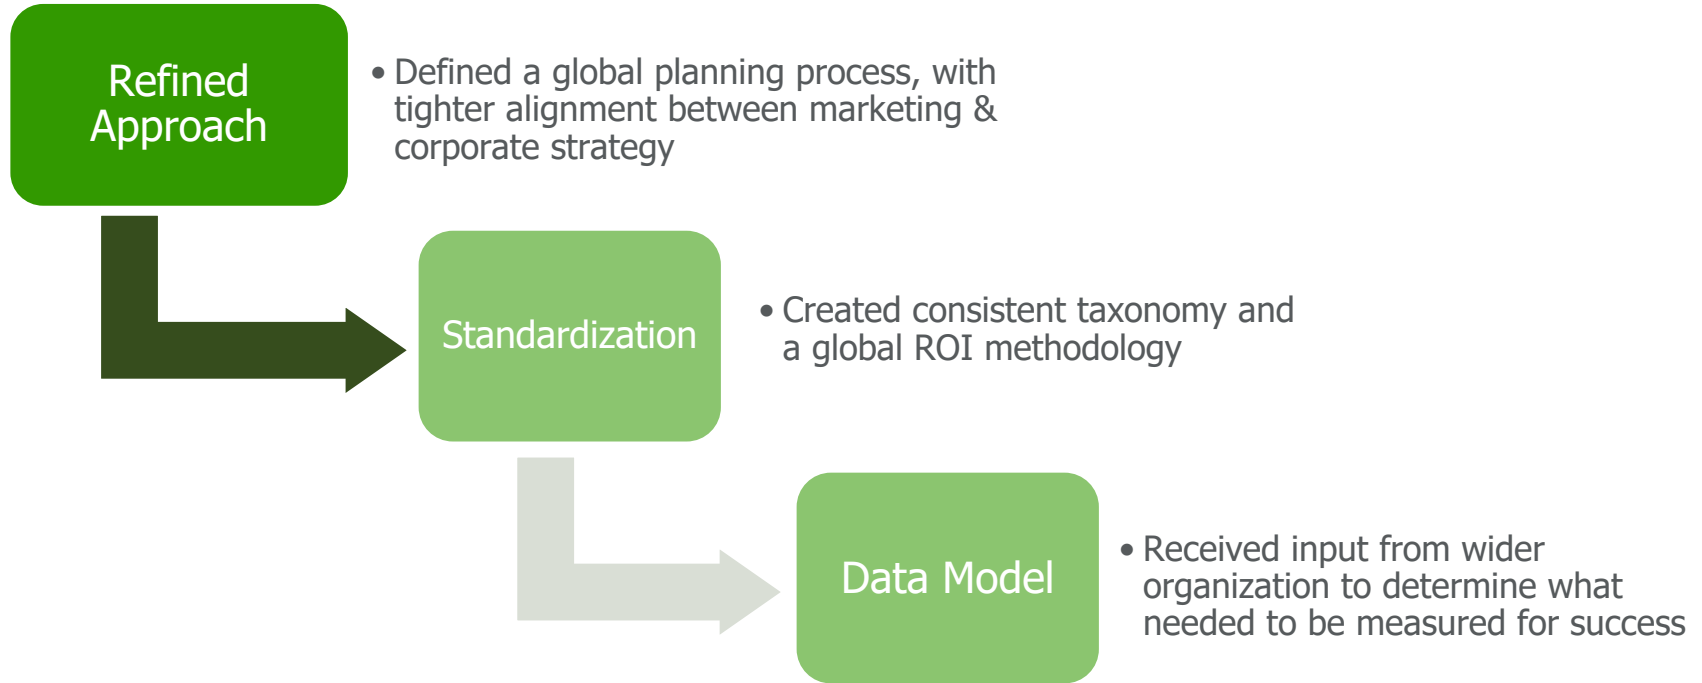 Refined
Approach
• Defined a global planning process, with
tighter alignment between marketing &
corporate strategy
Standardization
• Created consistent taxonomy and
a global ROI methodology
Data Model
• Received input from wider
organization to determine what
needed to be measured for success